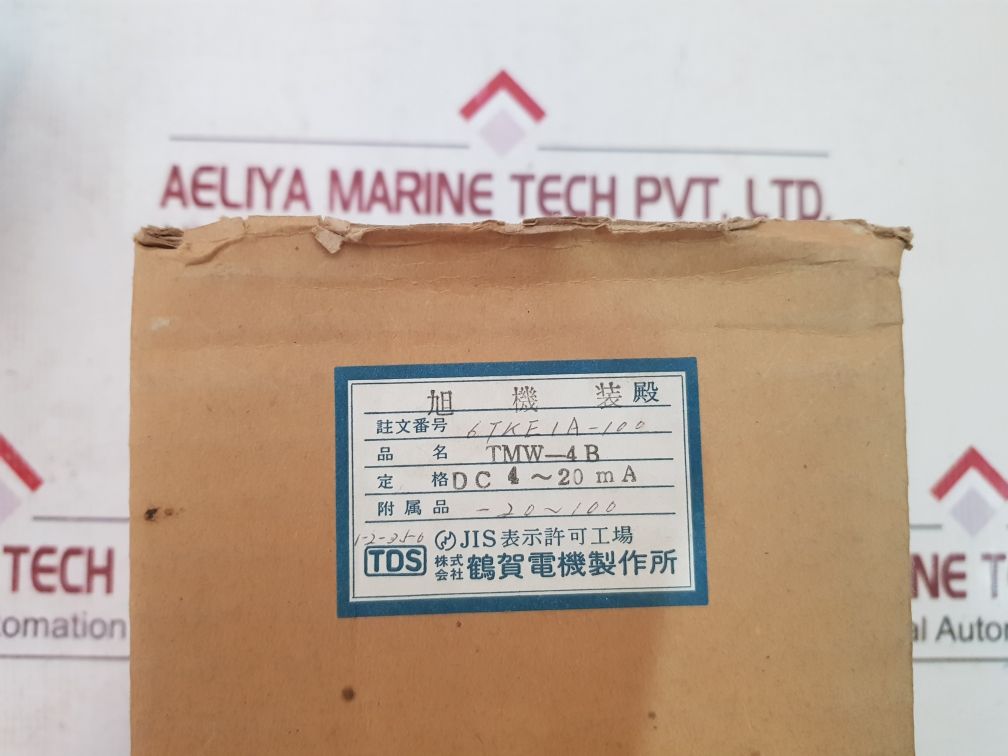 AELIYA MARINE TECH PVT. LTD.
旭 機 装 殿
註文番号 6TKE1A-100
品 名 TMW-4B
定 格 DC 4~20mA
附属品 -20~100
JIS表示許可工場
TDS 株式会社 鶴賀電機製作所
TECH
omation
NE T
al Autom